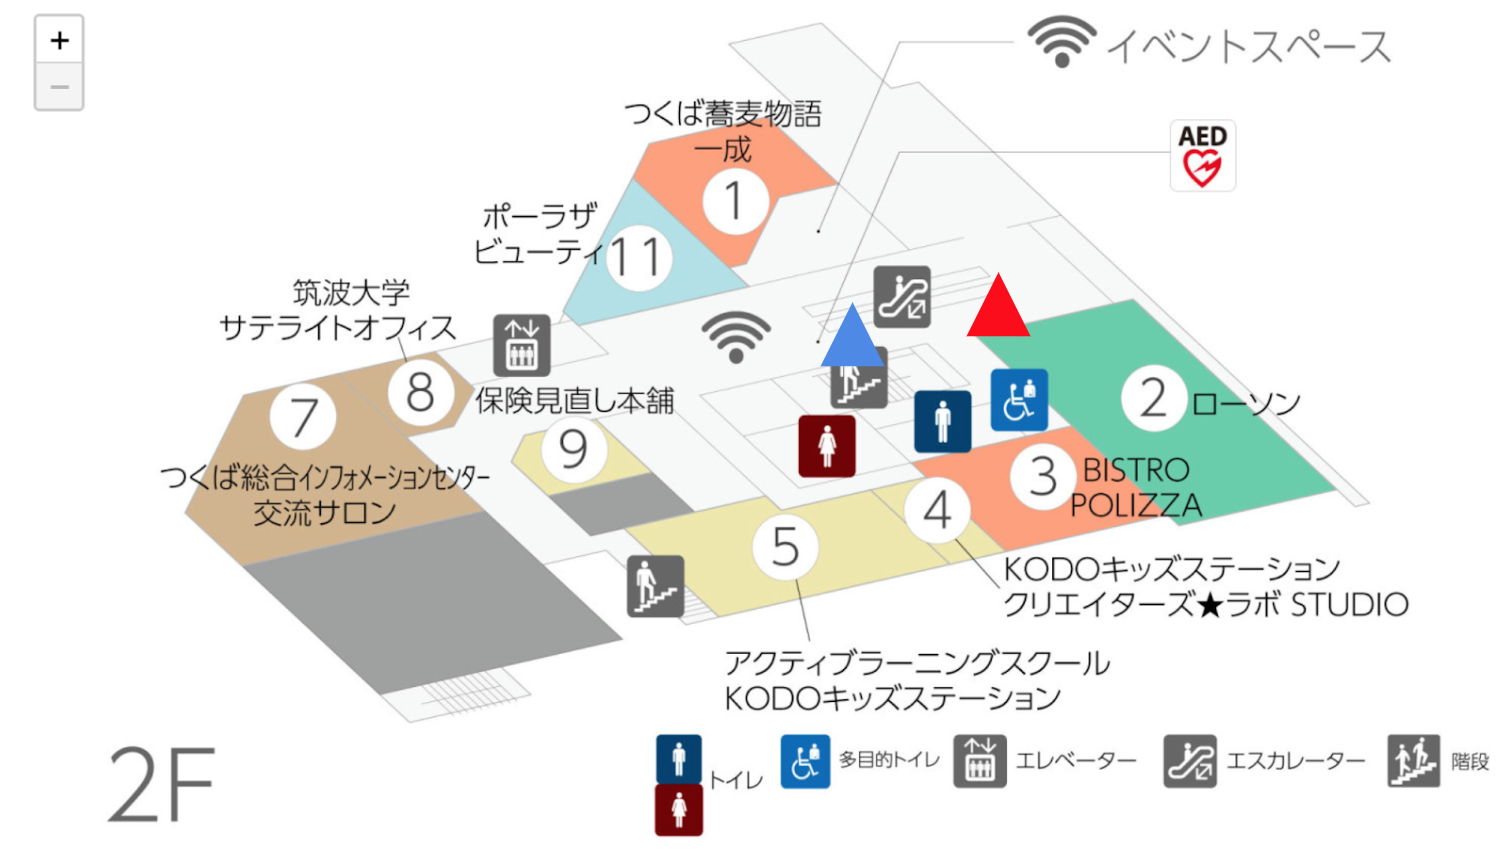 +
−
イベントスペース
AED
つくば蕎麦物語
一成
1
ポーラザ
ビューティ
11
筑波大学
サテライトオフィス
8
7
つくば総合インフォメーションセンター
交流サロン
保険見直し本舗
9
2
ローソン
3
BISTRO
POLIZZA
4
KODOキッズステーション
クリエイターズ★ラボ STUDIO
5
アクティブラーニングスクール
KODOキッズステーション
2F
トイレ
多目的トイレ
エレベーター
エスカレーター
階段